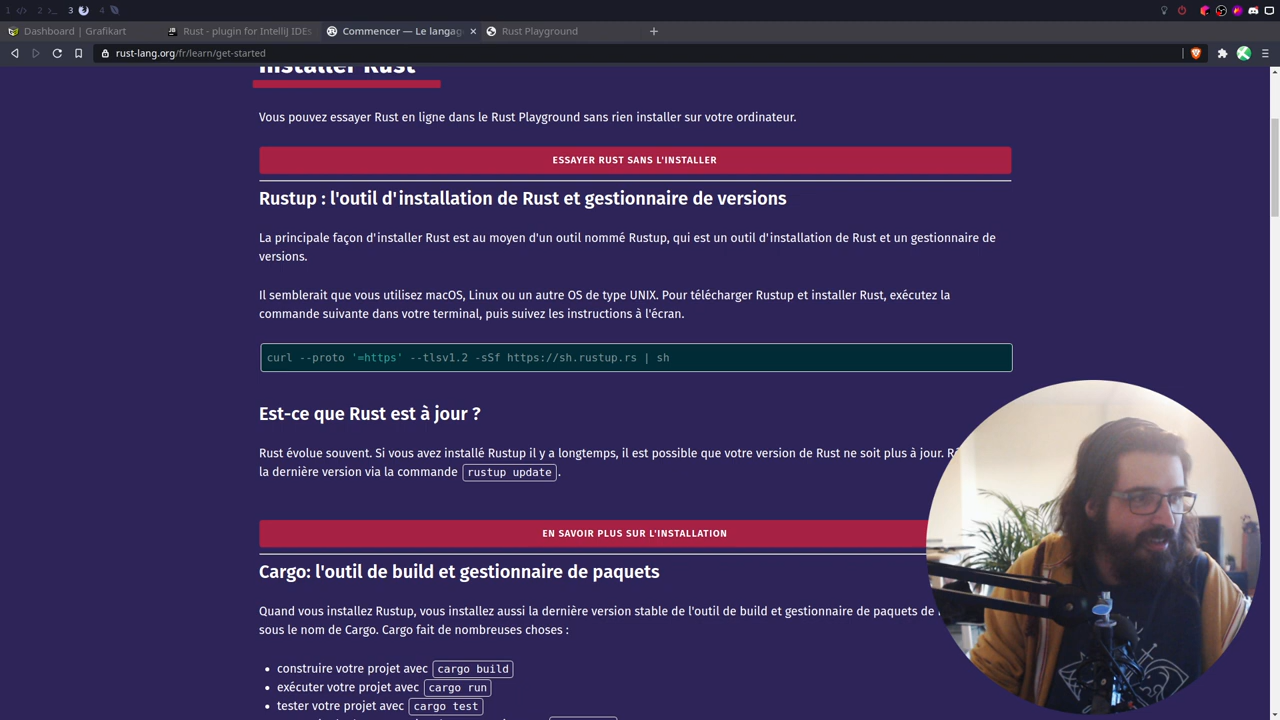 1 </> 2 >_ 3 4
Dashboard | Grafikart
Rust - plugin for IntelliJ IDEs
Commencer — Le langag
Rust Playground
rust-lang.org/fr/learn/get-started
Installer Rust
Vous pouvez essayer Rust en ligne dans le Rust Playground sans rien installer sur votre ordinateur.
ESSAYER RUST SANS L'INSTALLER
Rustup : l'outil d'installation de Rust et gestionnaire de versions
La principale façon d'installer Rust est au moyen d'un outil nommé Rustup, qui est un outil d'installation de Rust et un gestionnaire de
versions.
Il semblerait que vous utilisez macOS, Linux ou un autre OS de type UNIX. Pour télécharger Rustup et installer Rust, exécutez la
commande suivante dans votre terminal, puis suivez les instructions à l'écran.
curl --proto '=https' --tlsv1.2 -sSf https://sh.rustup.rs | sh
Est-ce que Rust est à jour ?
Rust évolue souvent. Si vous avez installé Rustup il y a longtemps, il est possible que votre version de Rust ne soit plus à jour.
la dernière version via la commande rustup update.
EN SAVOIR PLUS SUR L'INSTALLATION
Cargo: l'outil de build et gestionnaire de paquets
Quand vous installez Rustup, vous installez aussi la dernière version stable de l'outil de build et gestionnaire de paquets de
sous le nom de Cargo. Cargo fait de nombreuses choses :
• construire votre projet avec cargo build
• exécuter votre projet avec cargo run
• tester votre projet avec cargo test